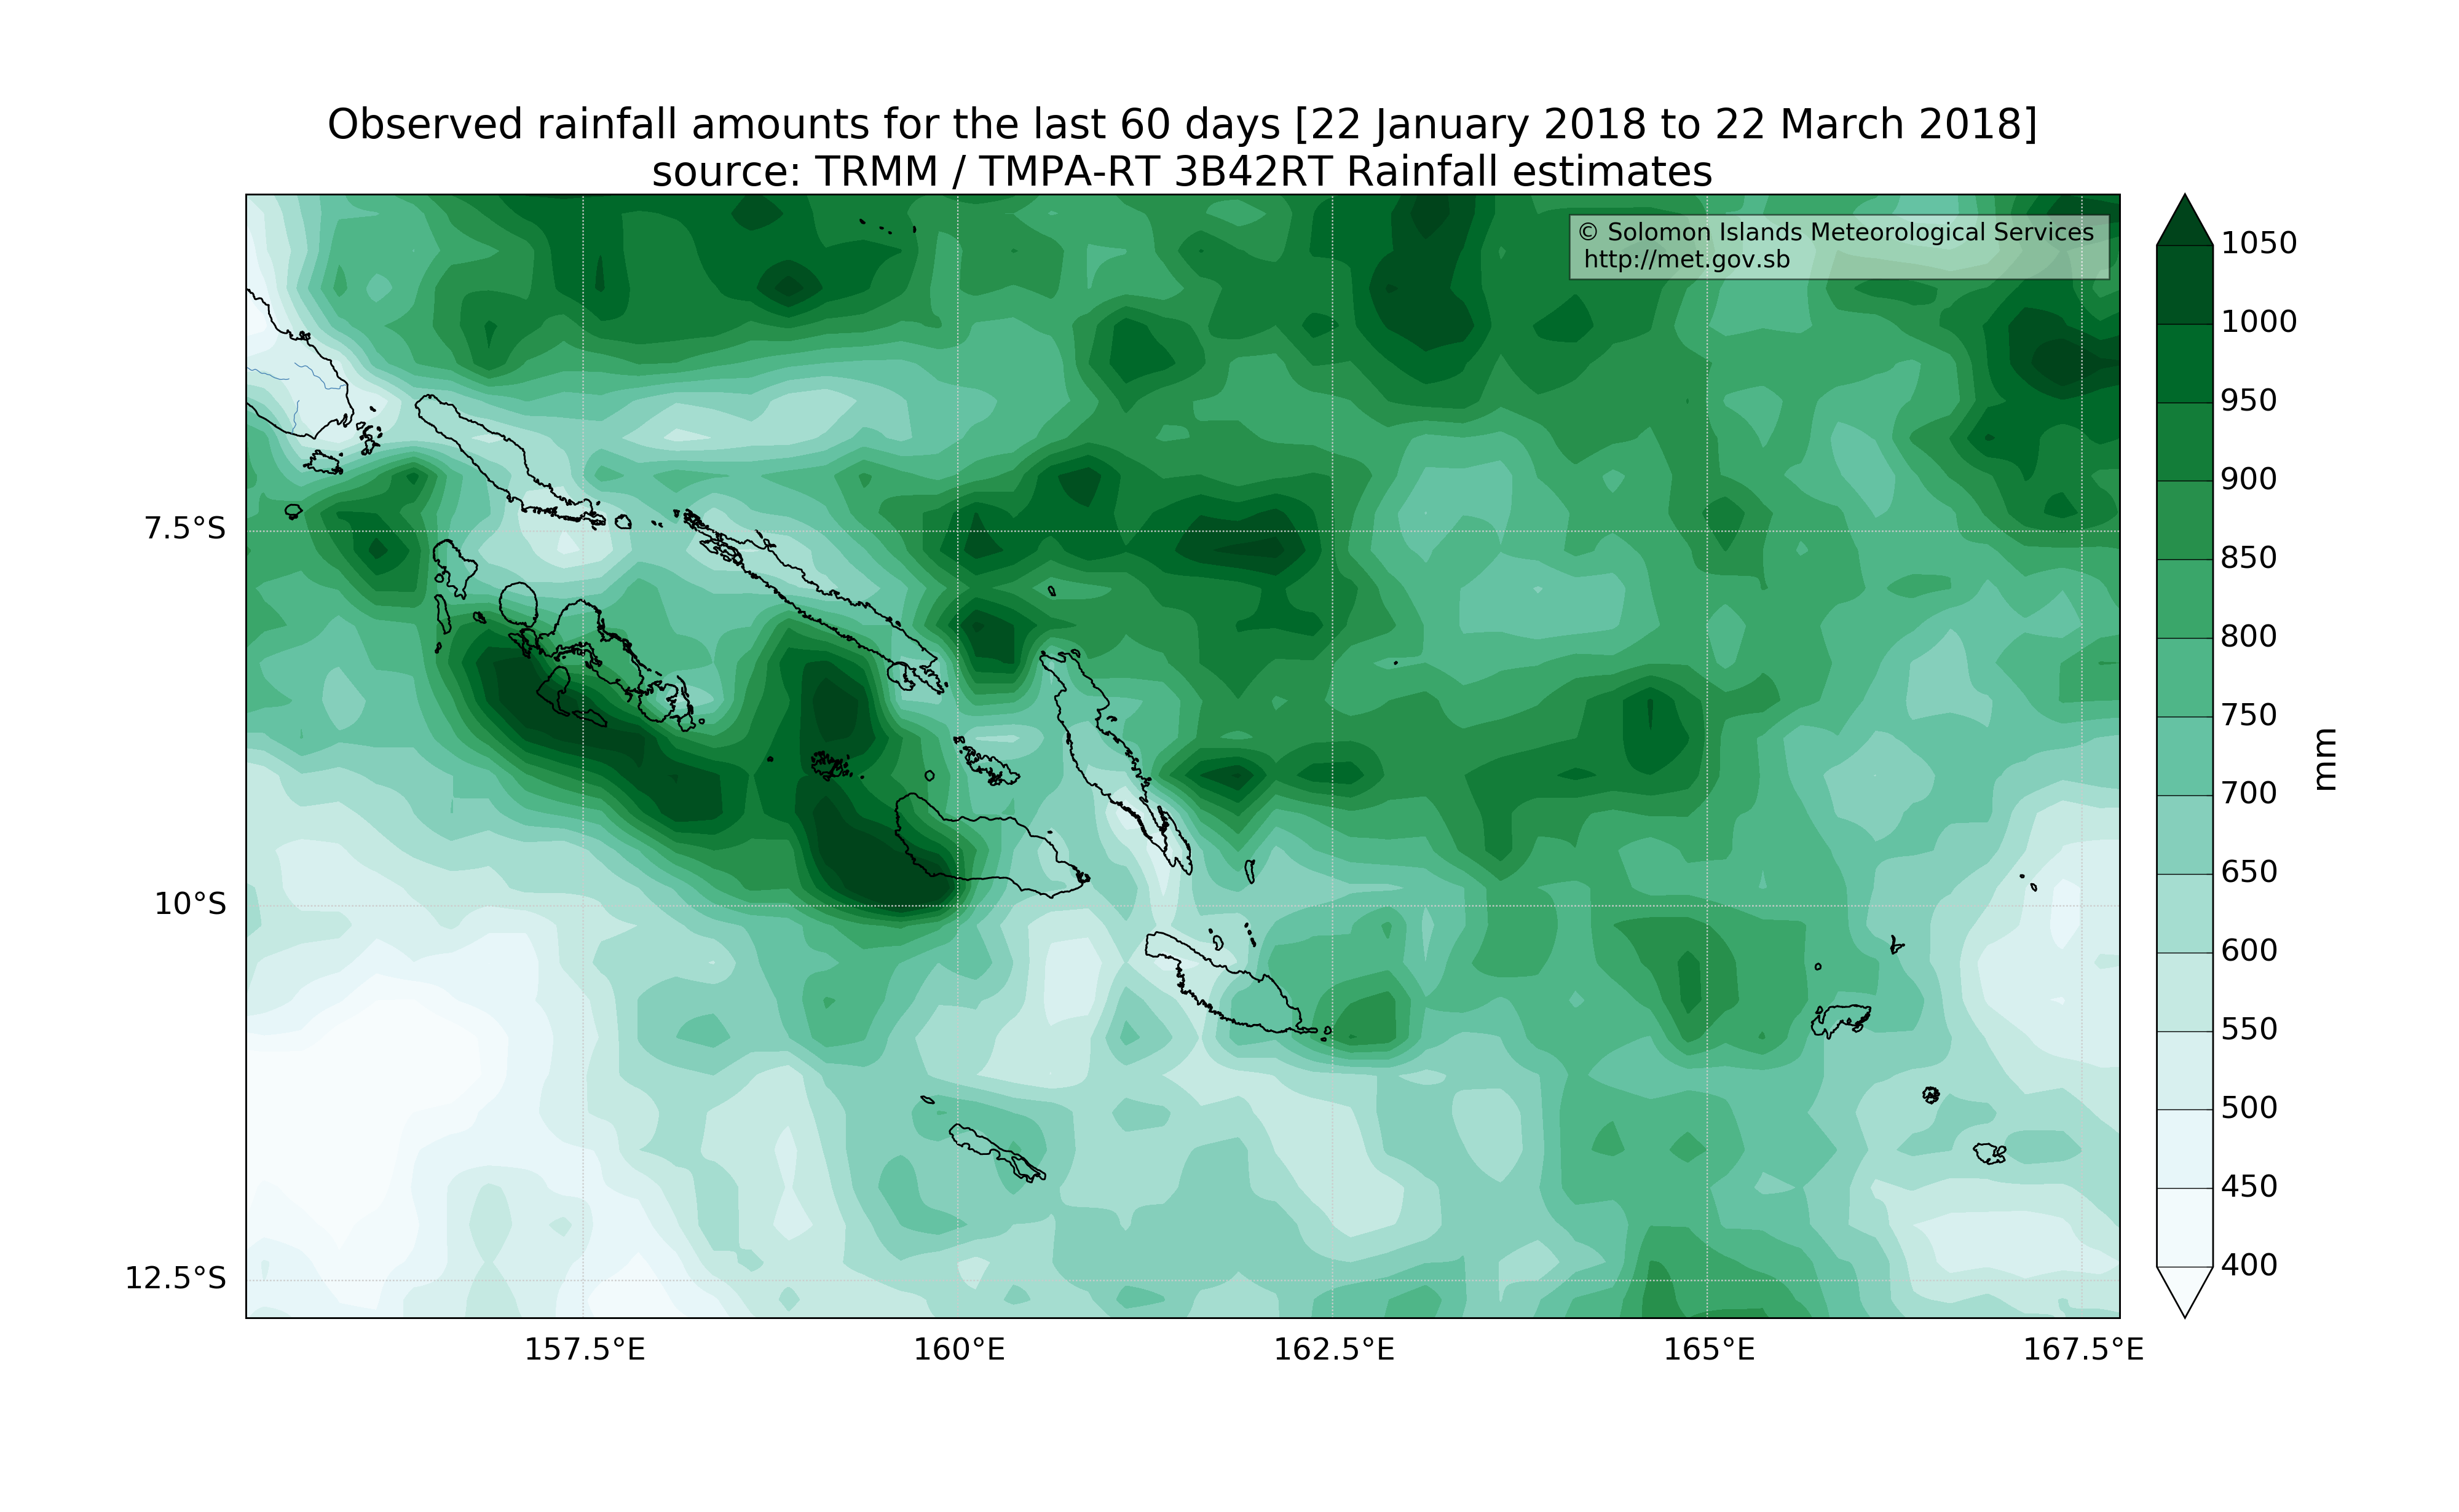 Observed rainfall amounts for the last 60 days [22 January 2018 to 22 March 2018]
source: TRMM / TMPA-RT 3B42RT Rainfall estimates
© Solomon Islands Meteorological Services
http://met.gov.sb
7.5°S
10°S
12.5°S
157.5°E
160°E
162.5°E
165°E
167.5°E
1050
1000
950
900
850
800
750
700
650
600
550
500
450
400
mm